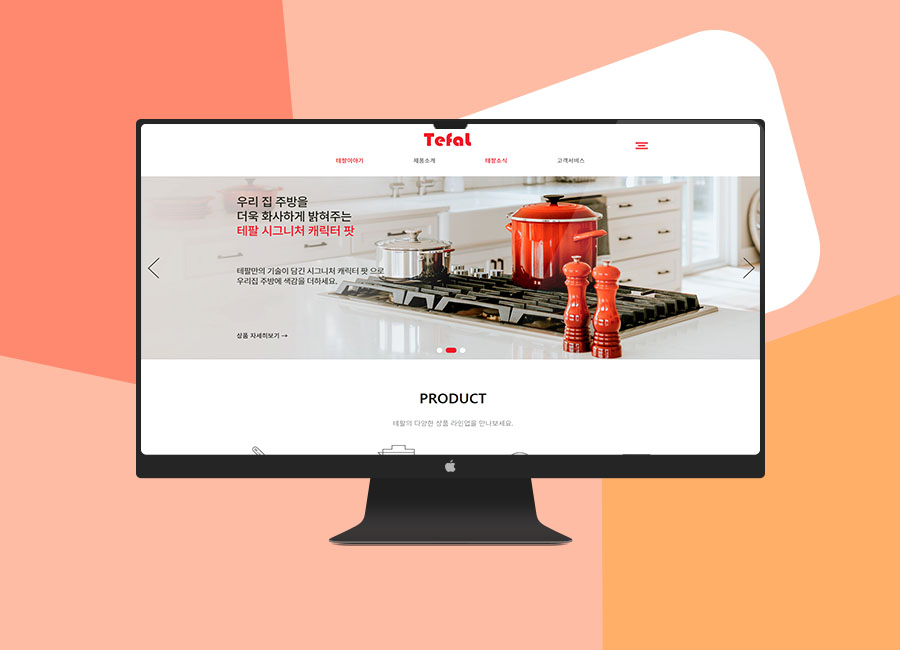 Tefal
테팔이야기 제품소개 테팔소식 고객서비스
우리 집 주방을
더욱 화사하게 밝혀주는
테팔 시그니처 캐릭터 팟
테팔만의 기술이 담긴 시그니처 캐릭터 팟 으로
우리집 주방에 색감을 더하세요.
상품 자세히보기 →
PRODUCT
테팔의 다양한 상품 라인업을 만나보세요.